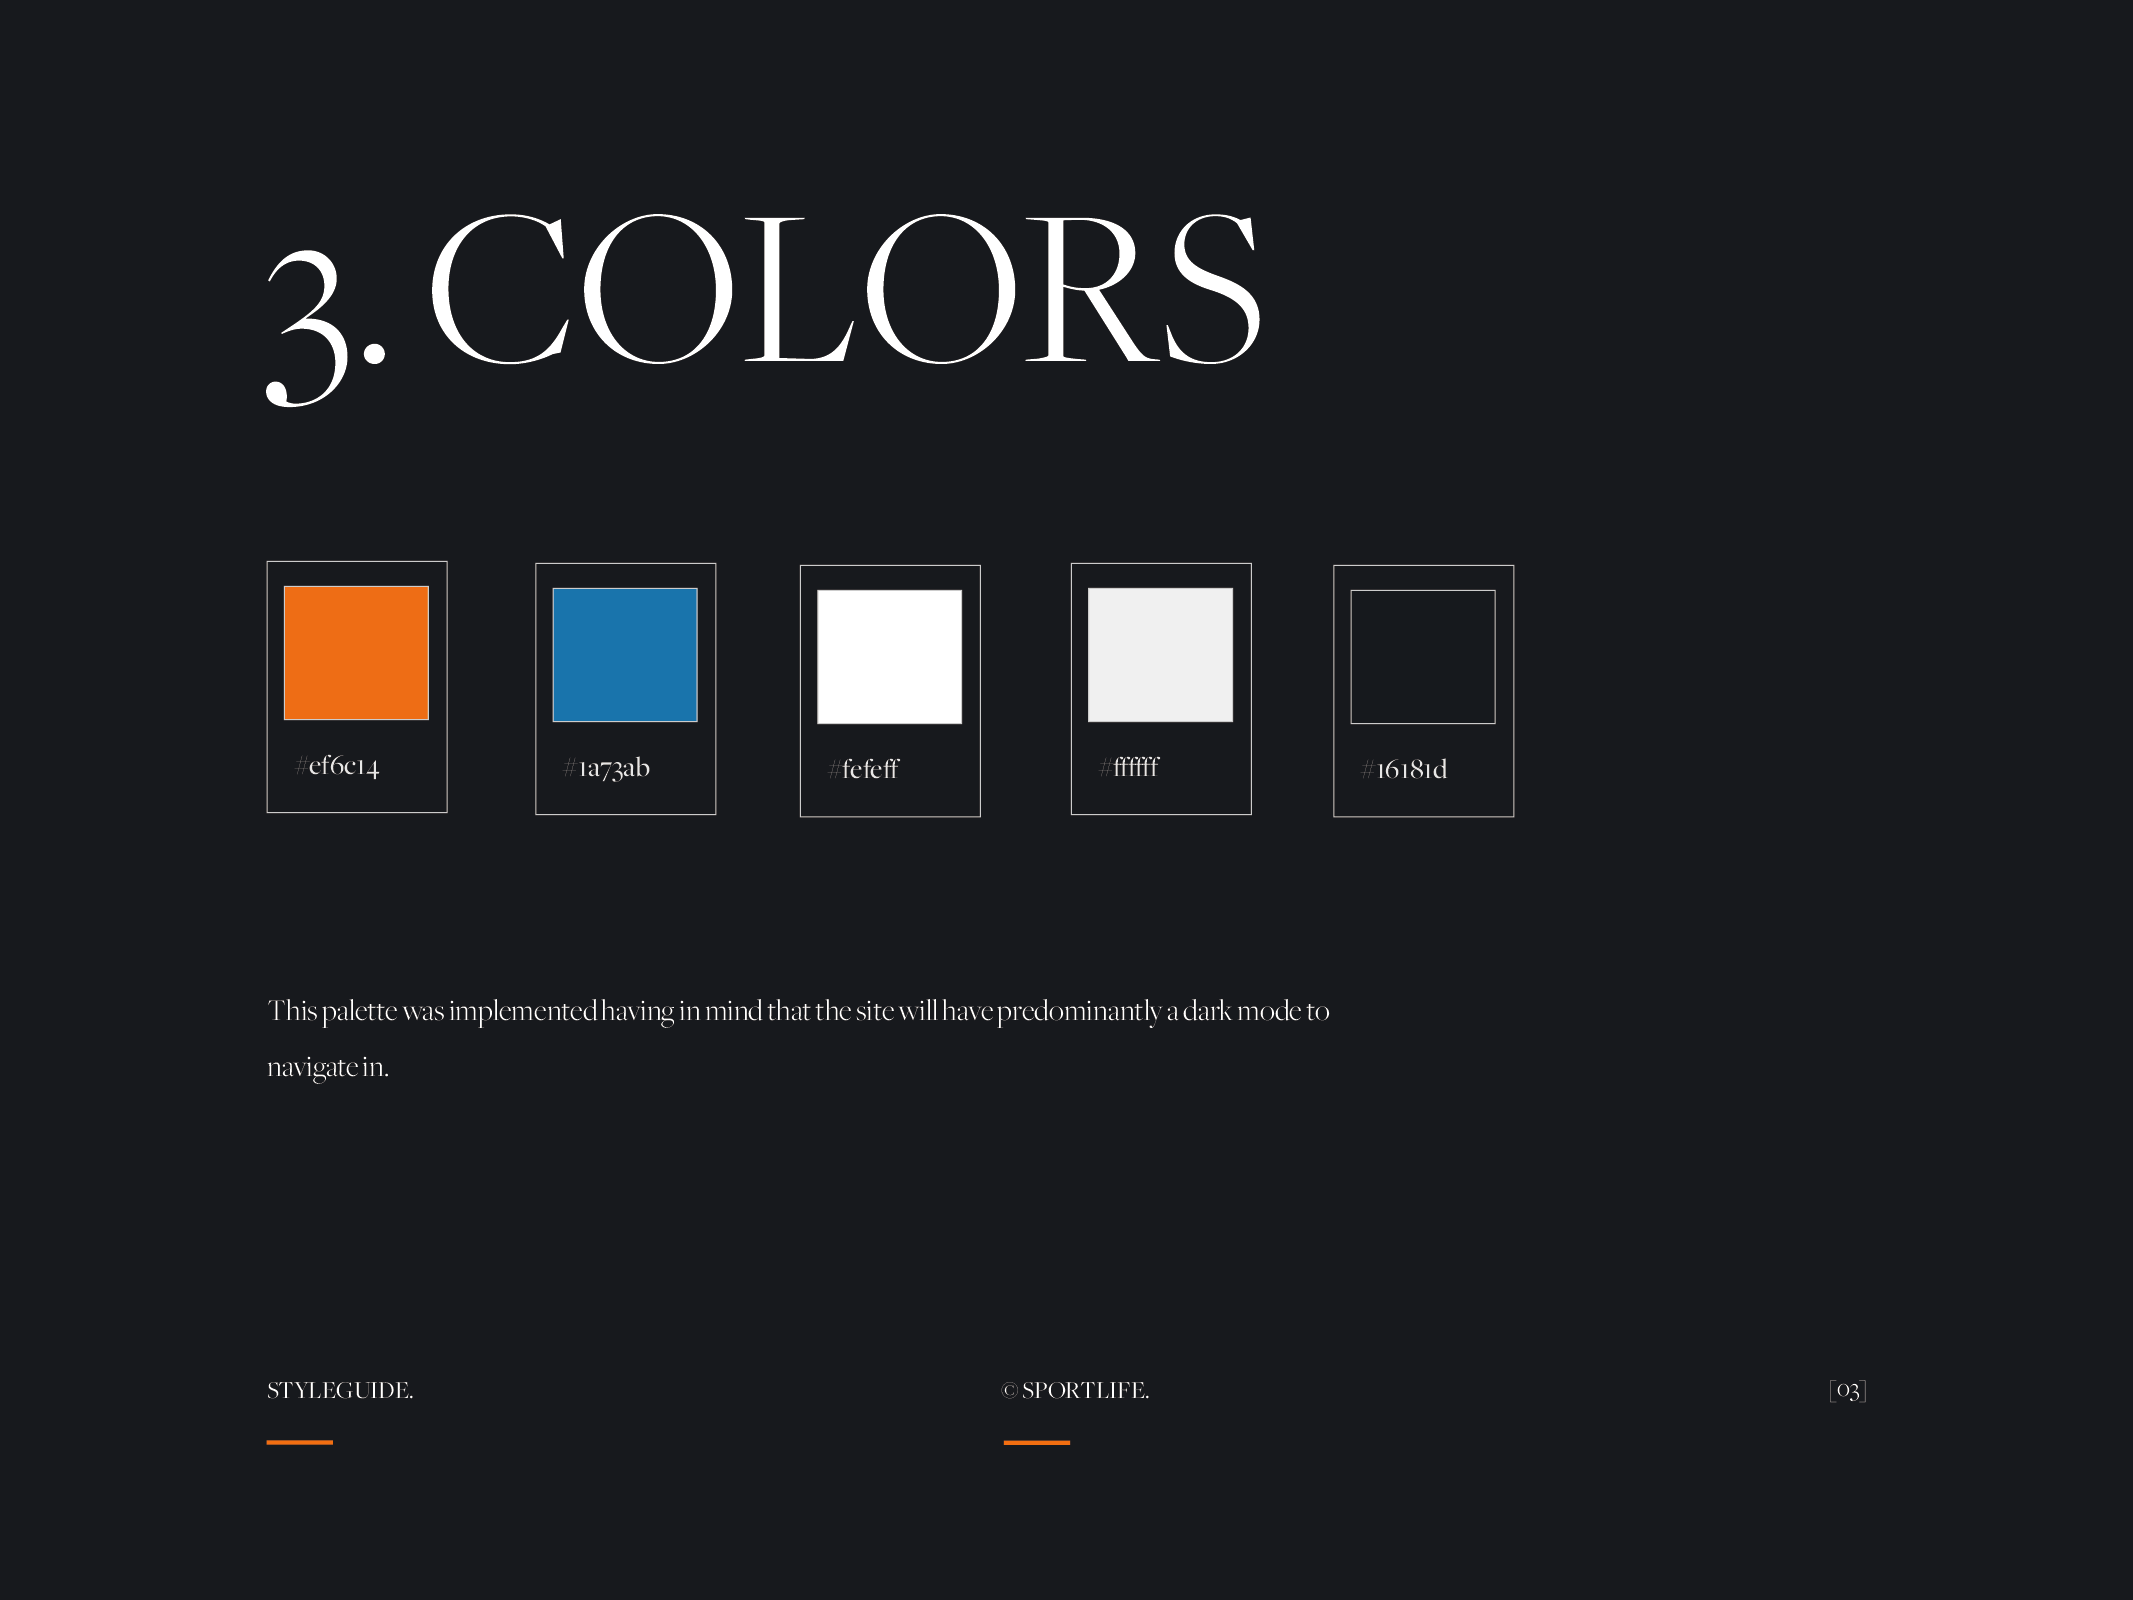 3. COLORS
#ef6c14
#1a73ab
#fefeff
#ffffff
#16181d
This palette was implemented having in mind that the site will have predominantly a dark mode to
navigate in.
STYLEGUIDE.
© SPORTLIFE.
[03]